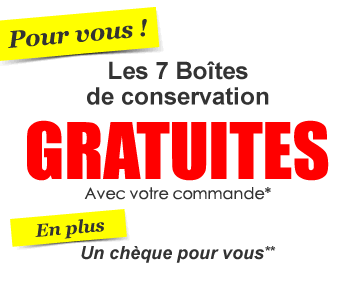 Pour vous !
Les 7 Boîtes
de conservation
GRATUITES
Avec votre commande*
En plus
Un chèque pour vous**